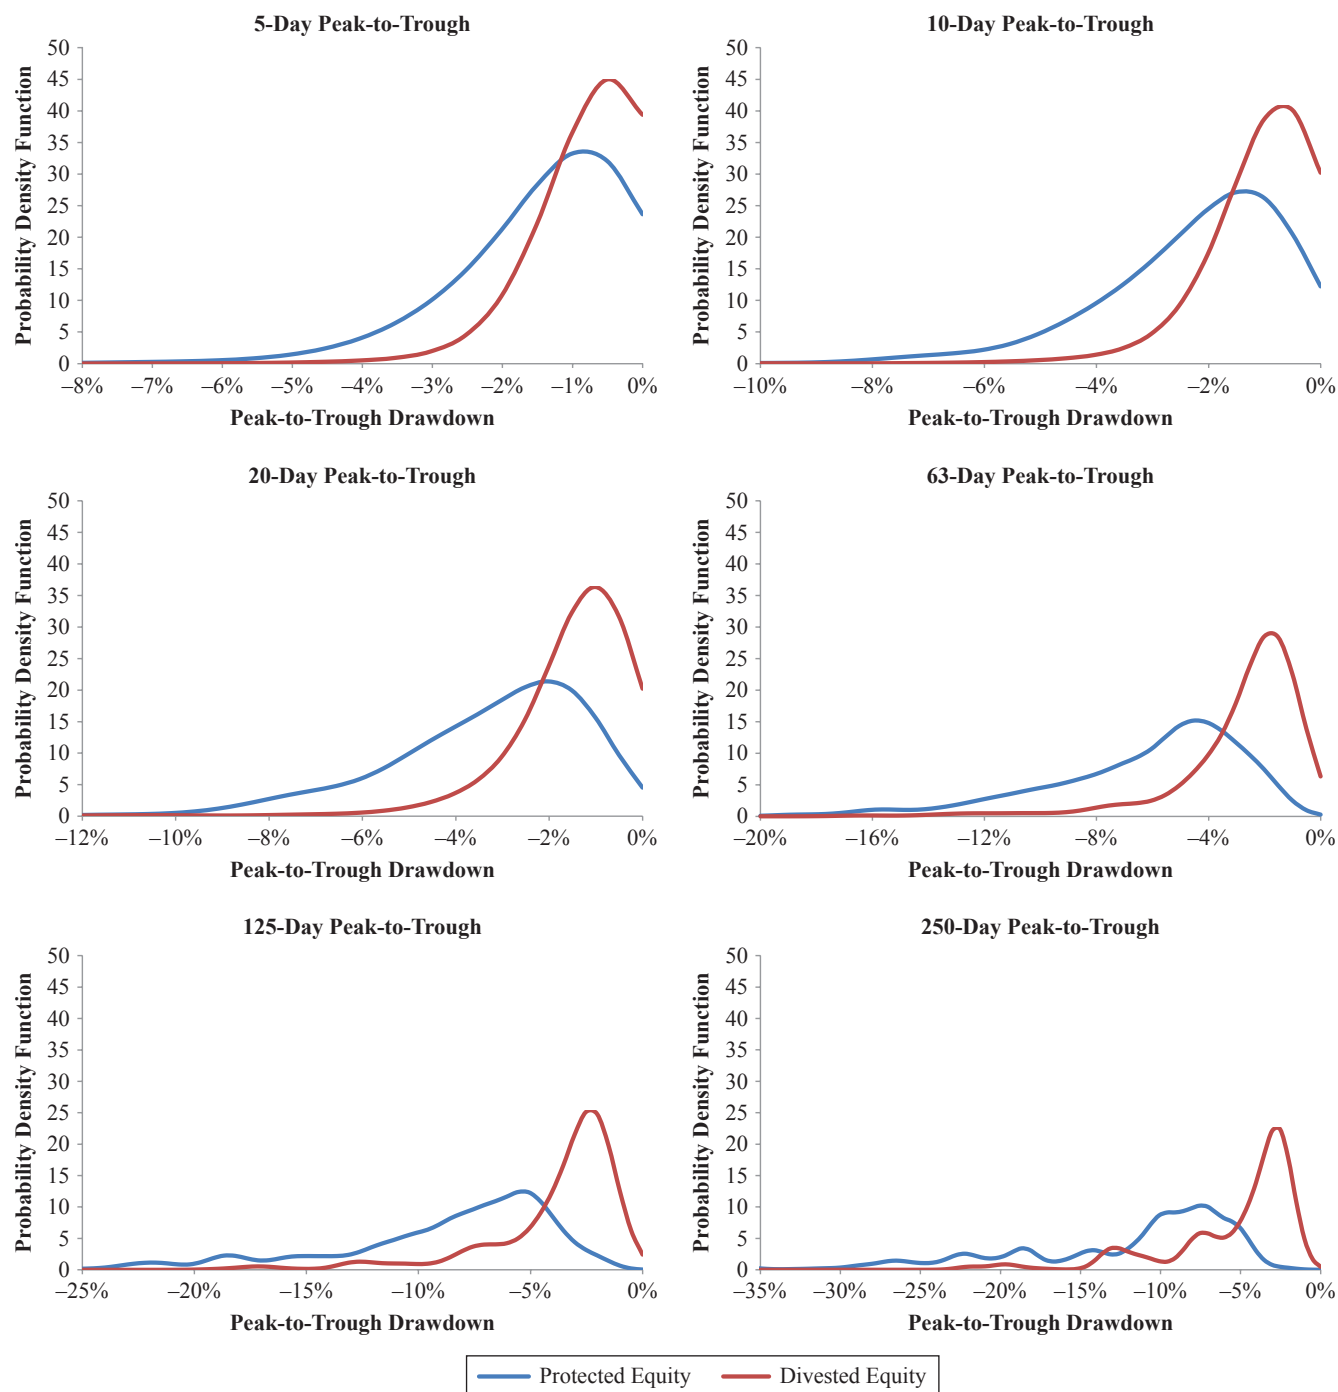 5-Day Peak-to-Trough
Probability Density Function
50
45
40
35
30
25
20
15
10
5
0
–8% –7% –6% –5% –4% –3% –2% –1% 0%
Peak-to-Trough Drawdown
10-Day Peak-to-Trough
Probability Density Function
50
45
40
35
30
25
20
15
10
5
0
–10% –8% –6% –4% –2% 0%
Peak-to-Trough Drawdown
20-Day Peak-to-Trough
Probability Density Function
50
45
40
35
30
25
20
15
10
5
0
–12% –10% –8% –6% –4% –2% 0%
Peak-to-Trough Drawdown
63-Day Peak-to-Trough
Probability Density Function
50
45
40
35
30
25
20
15
10
5
0
–20% –16% –12% –8% –4% 0%
Peak-to-Trough Drawdown
125-Day Peak-to-Trough
Probability Density Function
50
45
40
35
30
25
20
15
10
5
0
–25% –20% –15% –10% –5% 0%
Peak-to-Trough Drawdown
250-Day Peak-to-Trough
Probability Density Function
50
45
40
35
30
25
20
15
10
5
0
–35% –30% –25% –20% –15% –10% –5% 0%
Peak-to-Trough Drawdown
Protected Equity Divested Equity